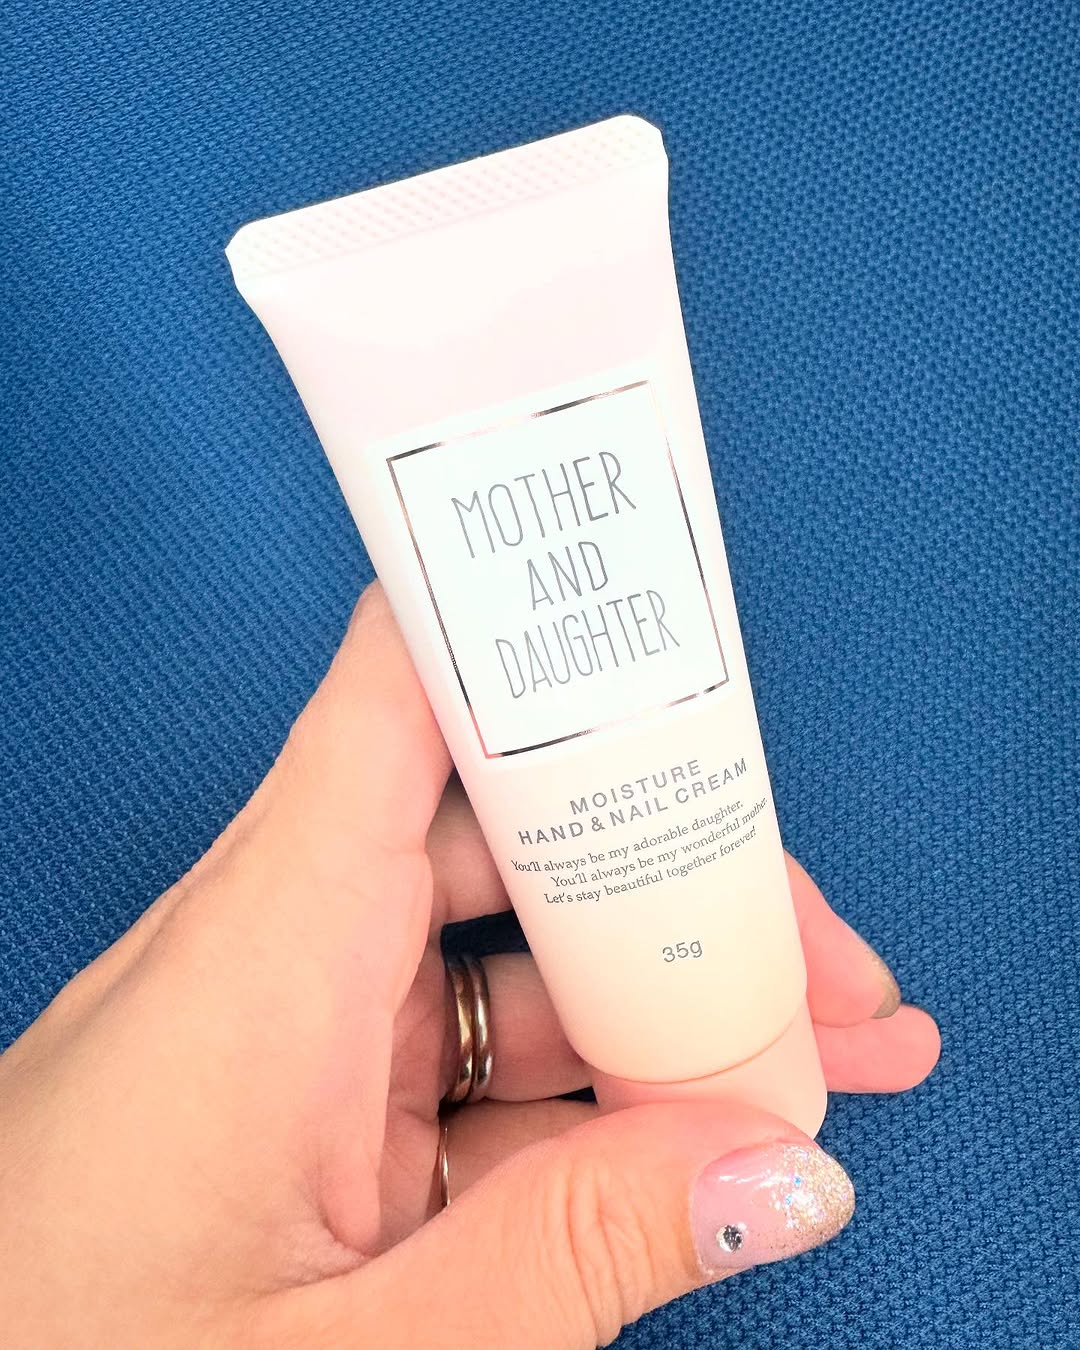 MOTHER
AND
DAUGHTER
MOISTURE
HAND & NAIL CREAM
You'll always be my adorable daughter,
You'll always be my wonderful mother.
Let's stay beautiful together forever!
35g